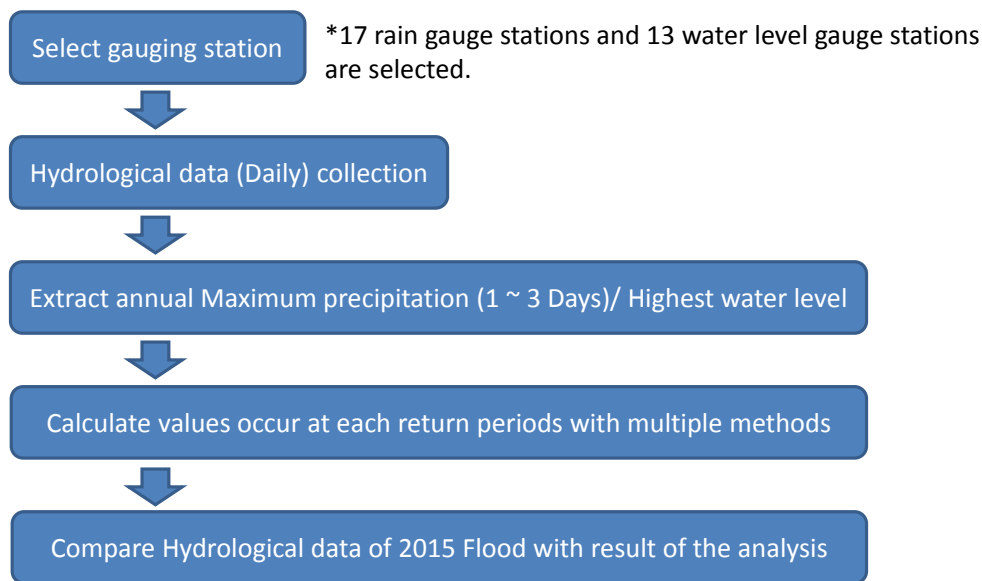 Select gauging station
*17 rain gauge stations and 13 water level gauge stations
are selected.
Hydrological data (Daily) collection
Extract annual Maximum precipitation (1 ~ 3 Days)/ Highest water level
Calculate values occur at each return periods with multiple methods
Compare Hydrological data of 2015 Flood with result of the analysis